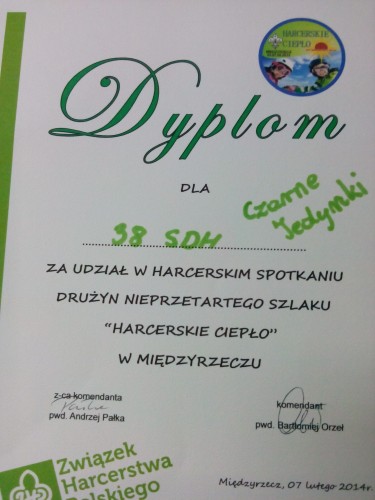 HARCERSKIE
CIEPŁO
Dyplom
DLA
38 SDH
Czarne
Jedynki
ZA UDZIAŁ W HARCERSKIM SPOTKANIU
DRUŻYN NIEPRZETARTEGO SZLAKU
"HARCERSKIE CIEPŁO"
W MIĘDZYRZECZU
z-ca komendanta
pwd. Andrzej Pałka
komendant
pwd. Bartłomiej Orzeł
Związek
Harcerstwa
Polskiego
Międzyrzecz, 07 lutego 2014r.